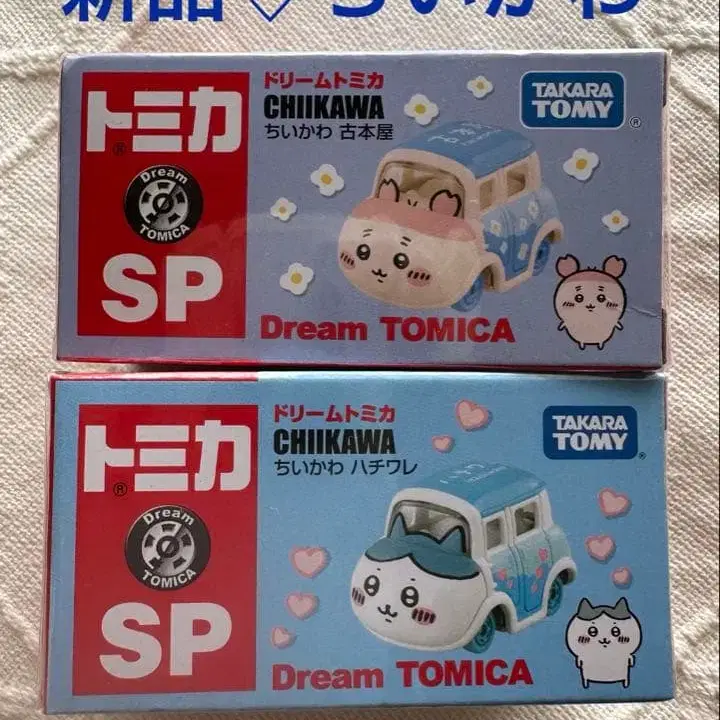 新品♡ちいかわ
トミカ®
Dream
TOMICA
SP
ドリームトミカ
CHIIKAWA
ちいかわ 古本屋
TAKARA
TOMY®
Dream TOMICA
トミカ®
Dream
TOMICA
SP
ドリームトミカ
CHIIKAWA
ちいかわ ハチワレ
TAKARA
TOMY®
Dream TOMICA